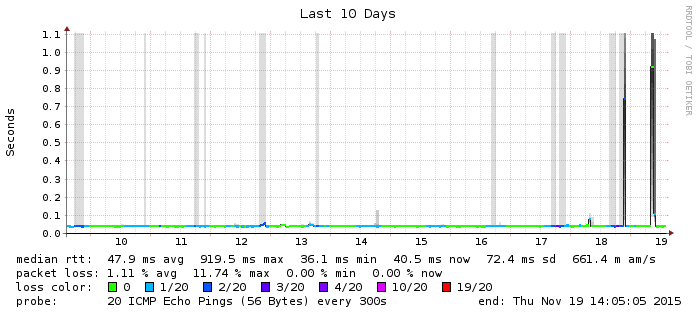 Last 10 Days
RRDTOOL / TOBI OETIKER
Seconds
1.1
1.0
0.9
0.8
0.7
0.6
0.5
0.4
0.3
0.2
0.1
0.0
10 11 12 13 14 15 16 17 18 19
median rtt: 47.9 ms avg 919.5 ms max 36.1 ms min 40.5 ms now 72.4 ms sd 661.4 m am/s
packet loss: 1.11 % avg 11.74 % max 0.00 % min 0.00 % now
loss color: 0 1/20 2/20 3/20 4/20 10/20 19/20
probe: 20 ICMP Echo Pings (56 Bytes) every 300s end: Thu Nov 19 14:05:05 2015